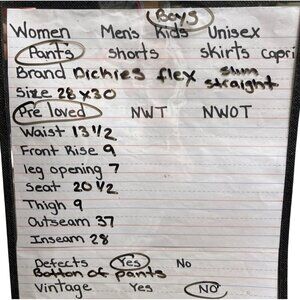 Boys
Women Men's Kids Unisex
Pants shorts skirts capri
Brand Dickies flex slim straight
Size 28x30
Pre loved NWT NWOT
Waist 13 1/2
Front Rise 9
leg opening 7
Seat 20 1/2
Thigh 9
Outseam 37
Inseam 28
Defects Yes No
Bottom of pants
Vintage Yes NO